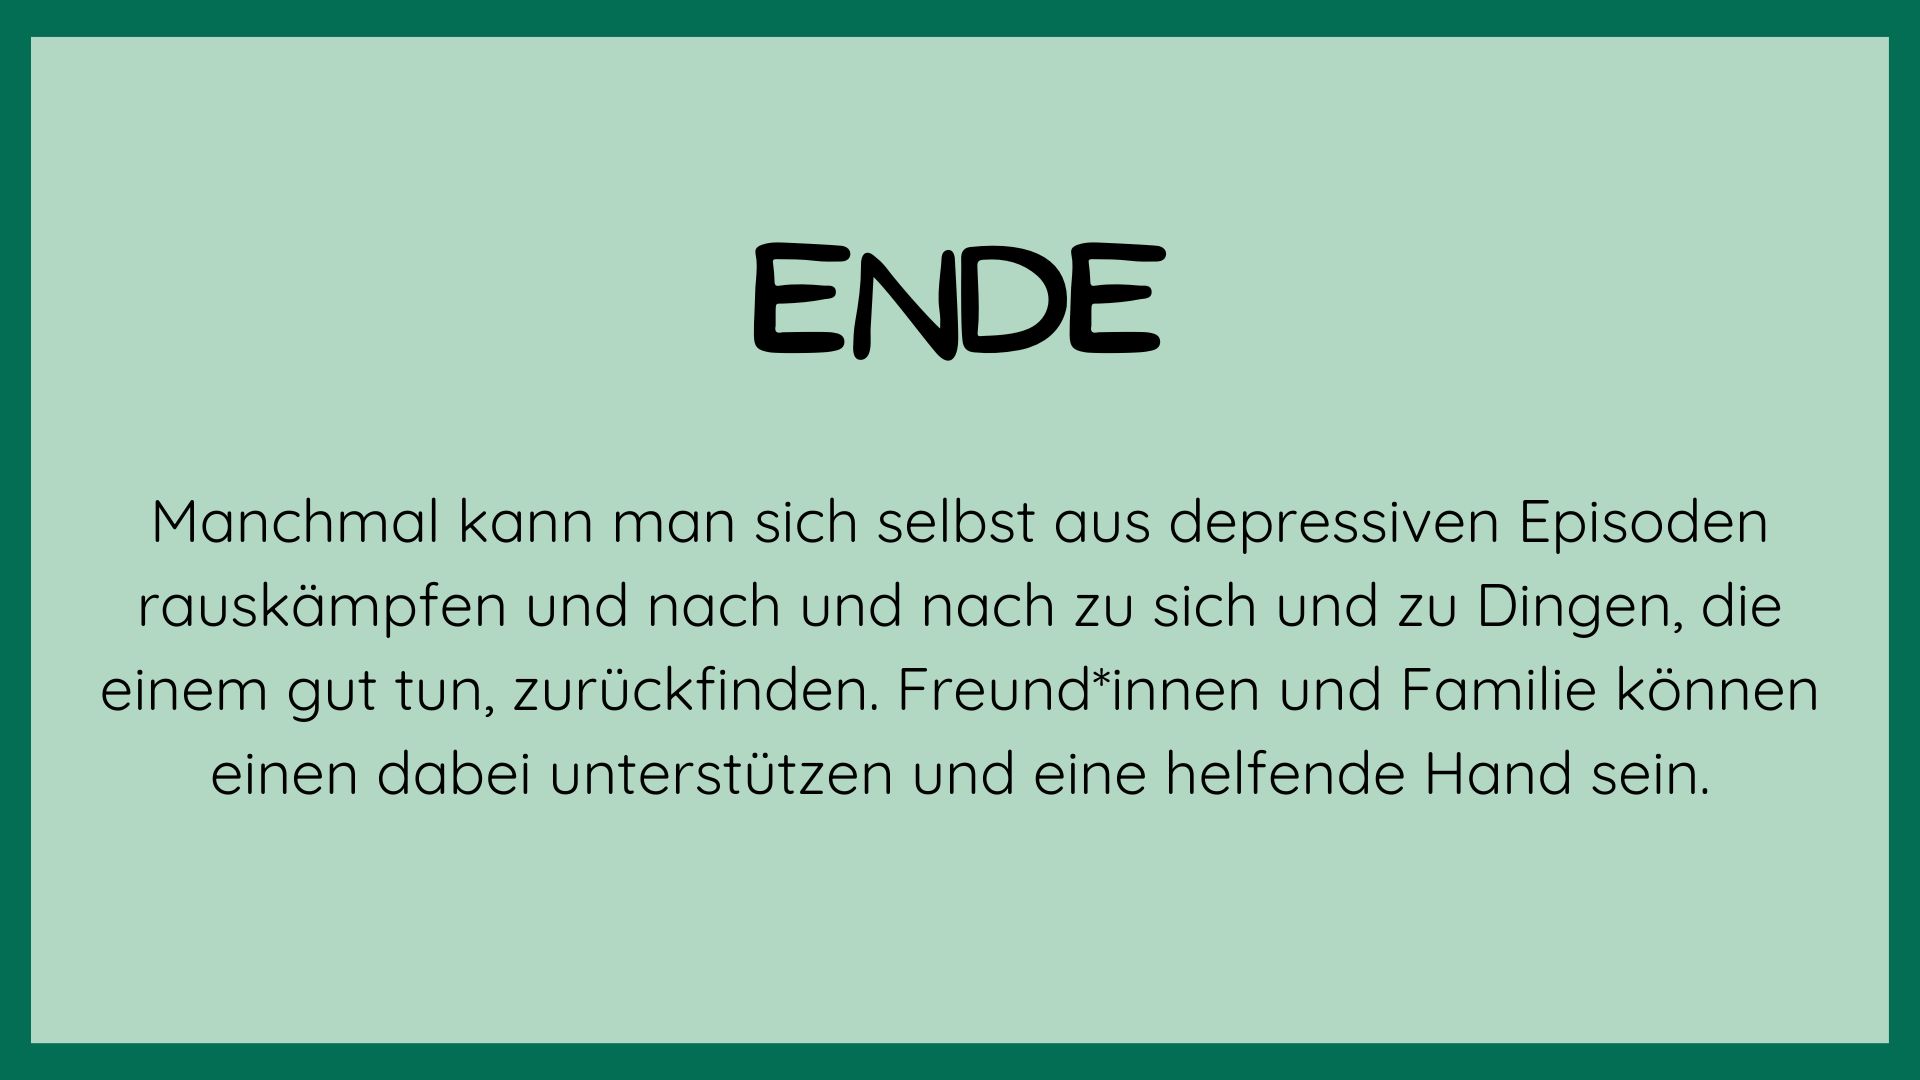 ENDE
Manchmal kann man sich selbst aus depressiven Episoden
rauskämpfen und nach und nach zu sich und zu Dingen, die
einem gut tun, zurückfinden. Freund*innen und Familie können
einen dabei unterstützen und eine helfende Hand sein.